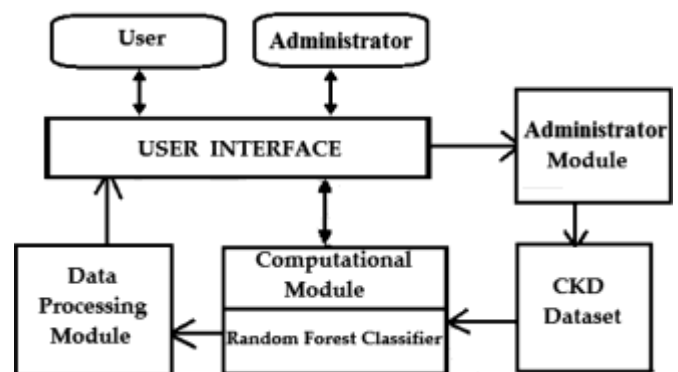 User
Administrator
USER INTERFACE
Administrator
Module
Data
Processing
Module
Computational
Module
Random Forest Classifier
CKD
Dataset